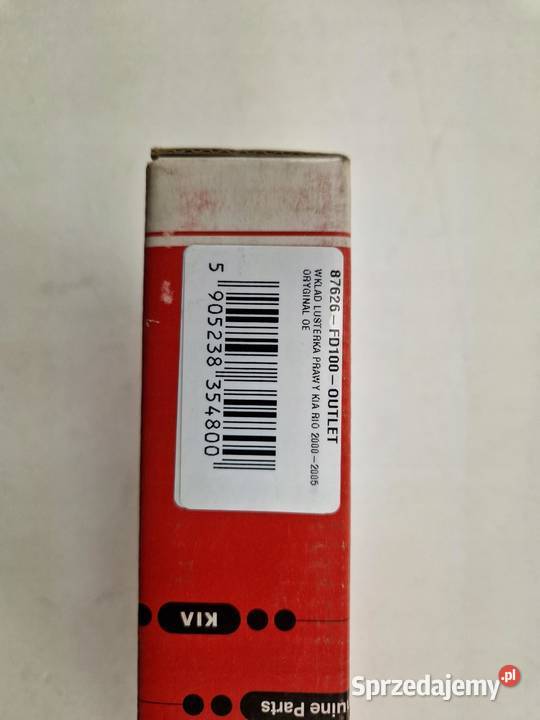 87626-FD100-OUTLET
WKLAD LUSTERKA PRAWY KIA RIO 2000-2005
ORYGINAL OE
5 905238 354800
KIA
uine Parts
Sprzedajemy.pl